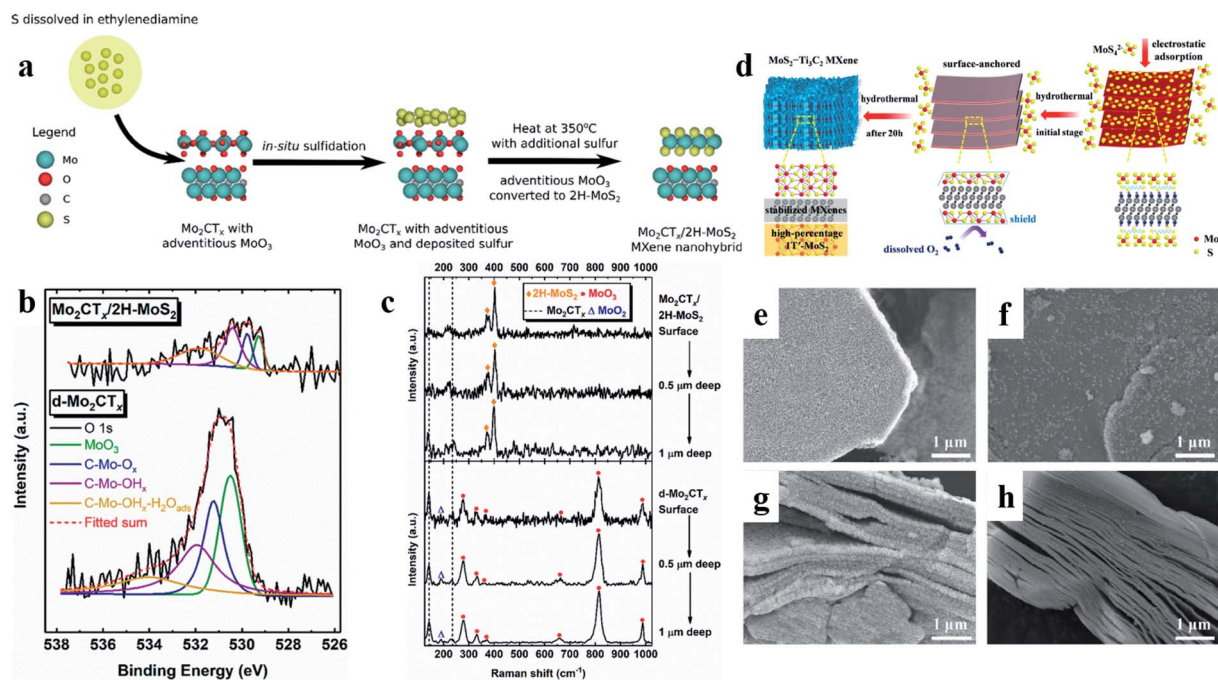 S dissolved in ethylenediamine
a
Legend
Mo
O
C
S
in-situ sulfidation
Heat at 350°C
with additional sulfur
adventitious MoO₃
converted to 2H-MoS₂
Mo₂CTₓ with
adventitious MoO₃
Mo₂CTₓ with adventitious
MoO₃ and deposited sulfur
Mo₂CTₓ/2H-MoS₂
MXene nanohybrid
d
MoS₂−Ti₃C₂ MXene
surface-anchored
MoS₄²⁻
electrostatic
adsorption
hydrothermal
after 20h
hydrothermal
initial stage
stabilized MXenes
high-percentage
1T′-MoS₂
shield
dissolved O₂
Mo
S
b
Mo₂CTₓ/2H-MoS₂
d-Mo₂CTₓ
O 1s
MoO₃
C-Mo-Oₓ
C-Mo-OHₓ
C-Mo-OHₓ-H₂Oads
Fitted sum
Intensity (a.u.)
538 536 534 532 530 528 526
Binding Energy (eV)
c
200 300 400 500 600 700 800 900 1000
2H-MoS₂ MoO₃
Mo₂CTₓ Δ MoO₂
Mo₂CTₓ/
2H-MoS₂
Surface
0.5 μm deep
1 μm deep
d-Mo₂CTₓ
Surface
0.5 μm deep
1 μm deep
Δ
Δ
Intensity (a.u.)
Intensity (a.u.)
200 300 400 500 600 700 800 900 1000
Raman shift (cm⁻¹)
e
1 μm
f
1 μm
g
1 μm
h
1 μm